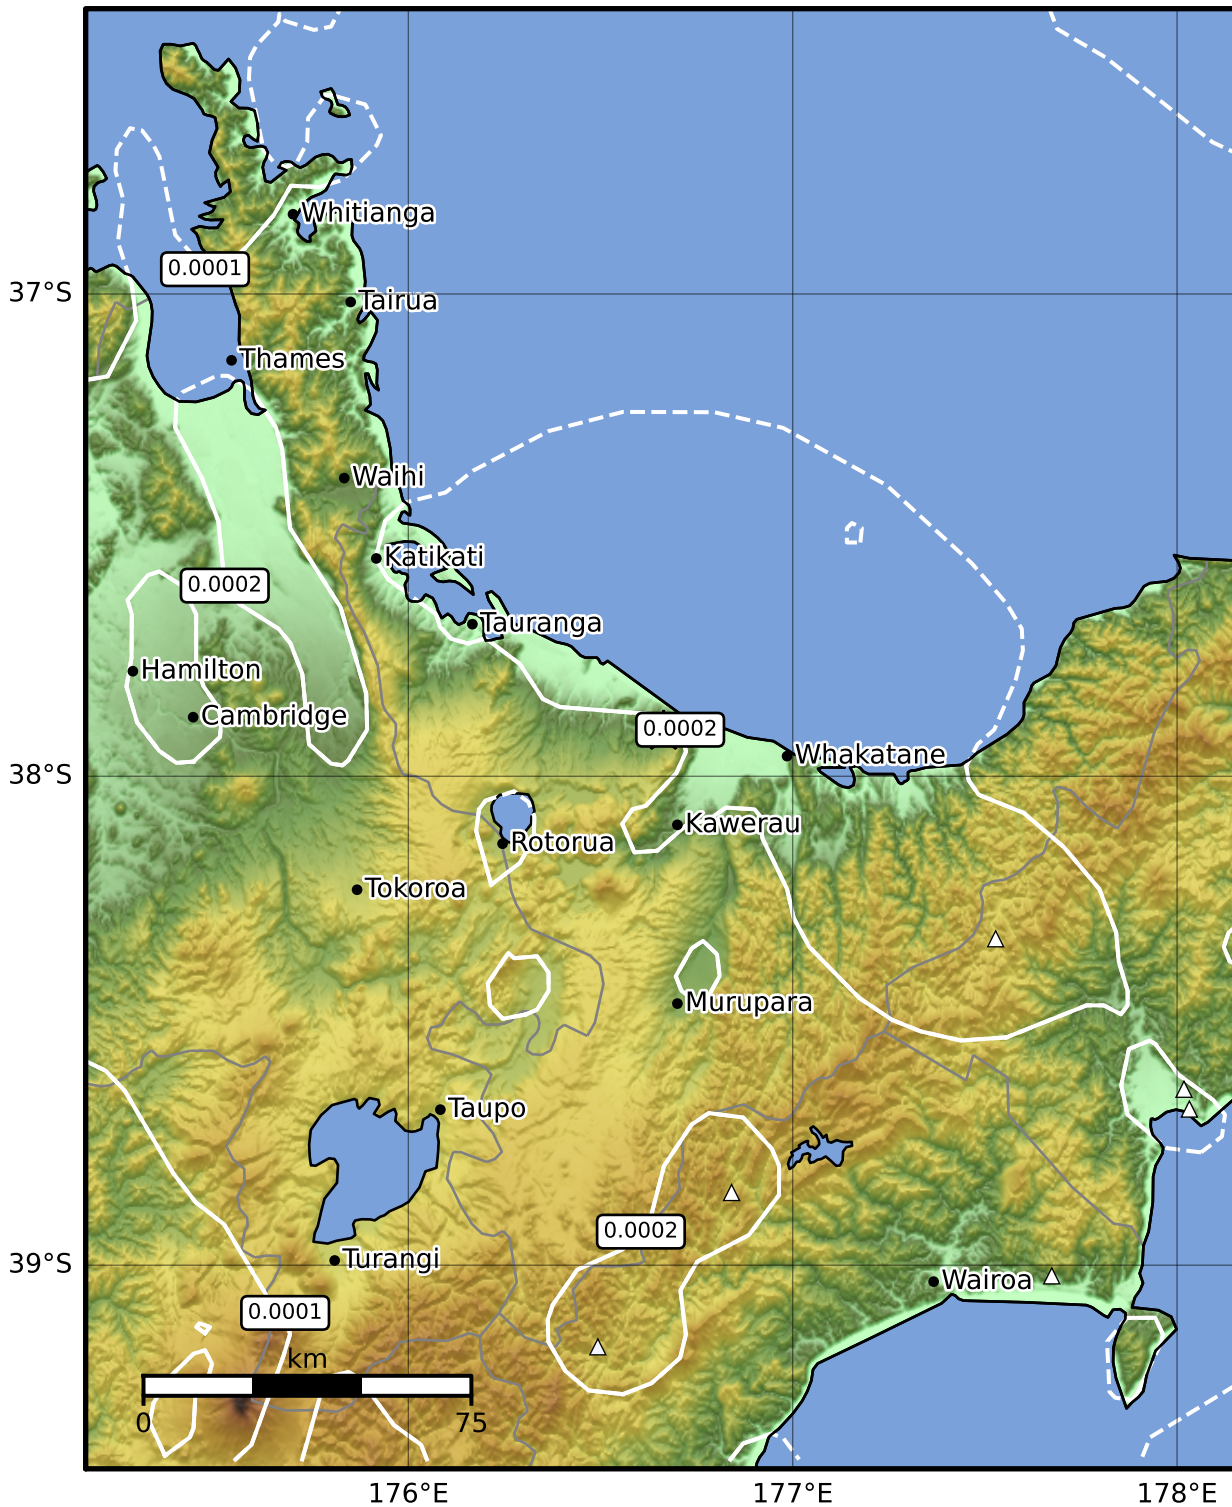 Whitianga
0.0001
37°S
Tairua
Thames
Waihi
Katikati
0.0002
Tauranga
Hamilton
Cambridge
0.0002
Whakatane
38°S
Kawerau
Rotorua
Tokoroa
Murupara
Taupo
0.0002
39°S
Turangi
Wairoa
0.0001
km
0
75
176°E
177°E
178°E